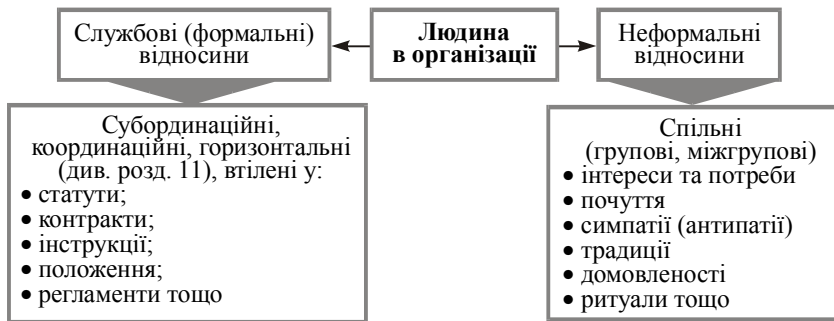 Службові (формальні)
відносини
Людина
в організації
Неформальні
відносини
Субординаційні,
координаційні, горизонтальні
(див. розд. 11), втілені у:
• статути;
• контракти;
• інструкції;
• положення;
• регламенти тощо
Спільні
(групові, міжгрупові)
• інтереси та потреби
• почуття
• симпатії (антипатії)
• традиції
• домовленості
• ритуали тощо